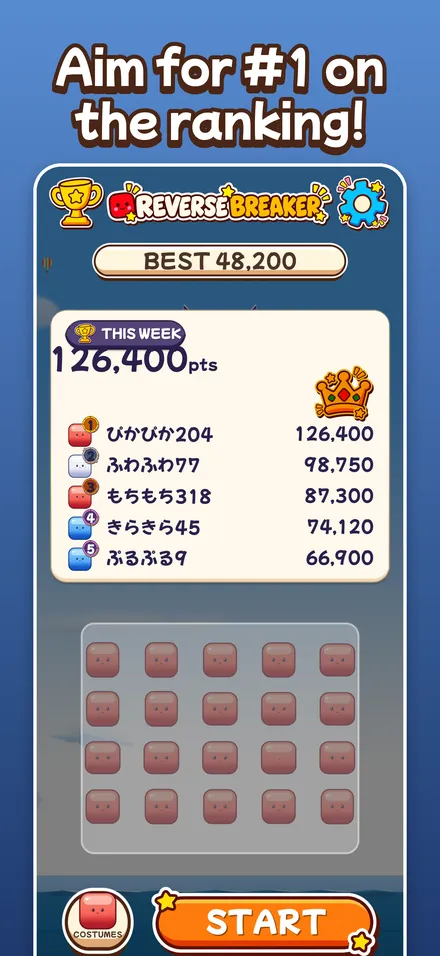 Aim for #1 on
the ranking!
REVERSE BREAKER
BEST 48,200
THIS WEEK
126,400pts
1 ぴかぴか204 126,400
2 ふわふわ77 98,750
3 もちもち318 87,300
4 きらきら45 74,120
5 ぷるぷる9 66,900
COSTUMES
START